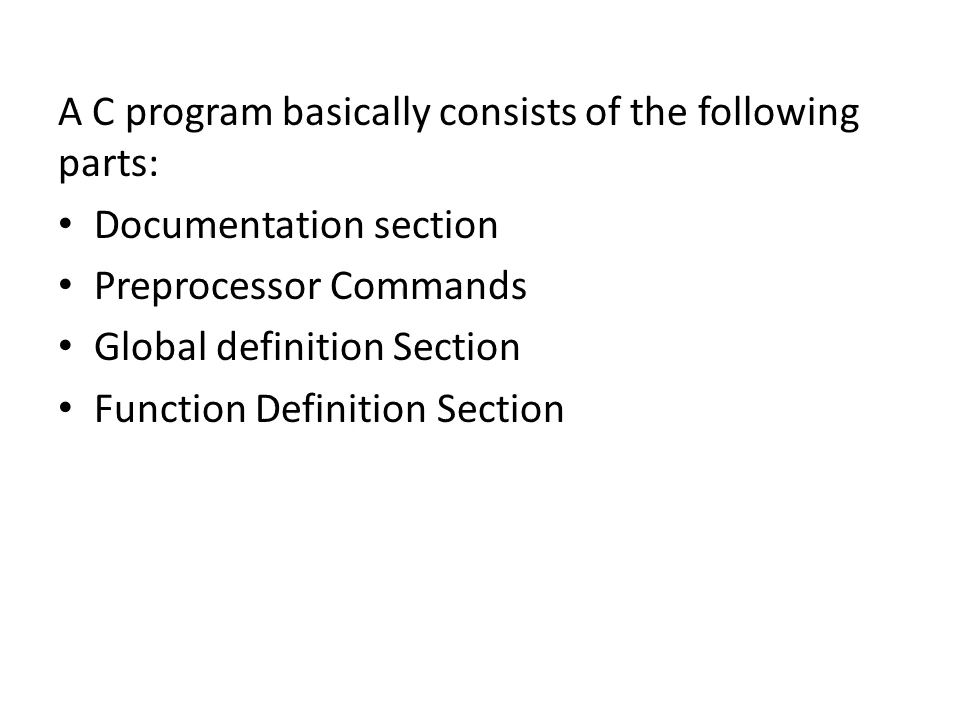 A C program basically consists of the following
parts:
• Documentation section
• Preprocessor Commands
• Global definition Section
• Function Definition Section